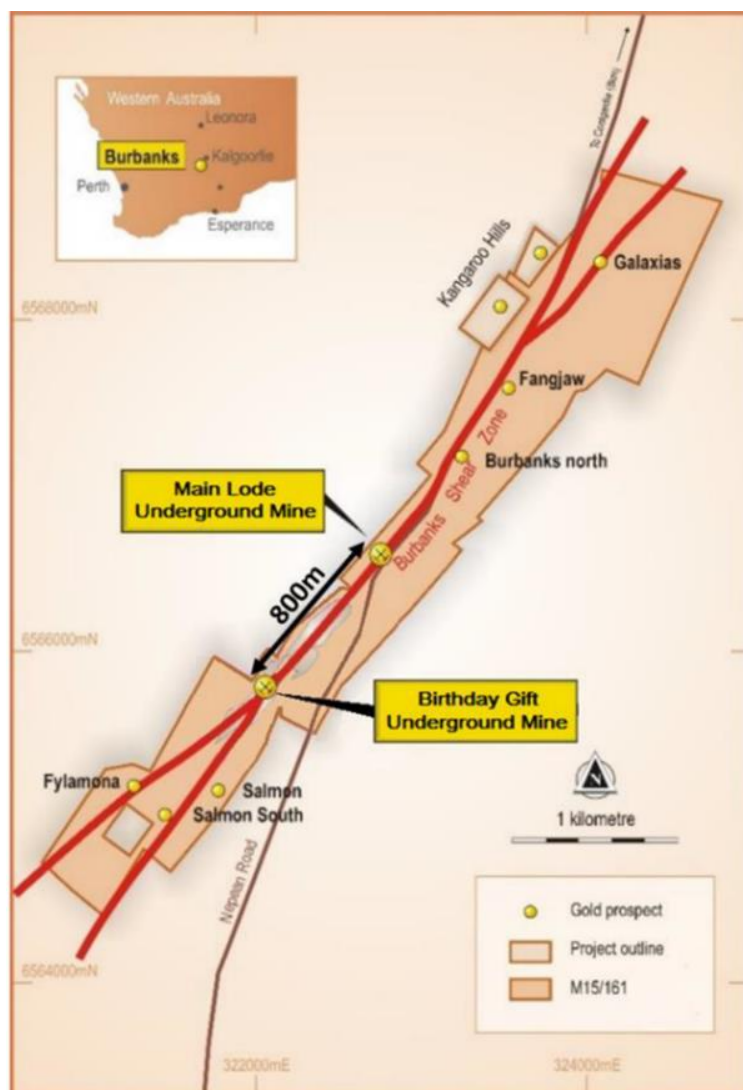 Western Australia
Leonora
Burbanks
Kalgoorlie
Perth
Esperance
To Coolgardie (9km)
Kangaroo Hills
Galaxias
6568000mN
Fangjaw
Burbanks north
Burbanks Shear Zone
Main Lode
Underground Mine
800m
6566000mN
Birthday Gift
Underground Mine
Fylamona
Salmon
Salmon South
N
1 kilometre
Nepean Road
Gold prospect
Project outline
M15/161
6564000mN
322000mE
324000mE